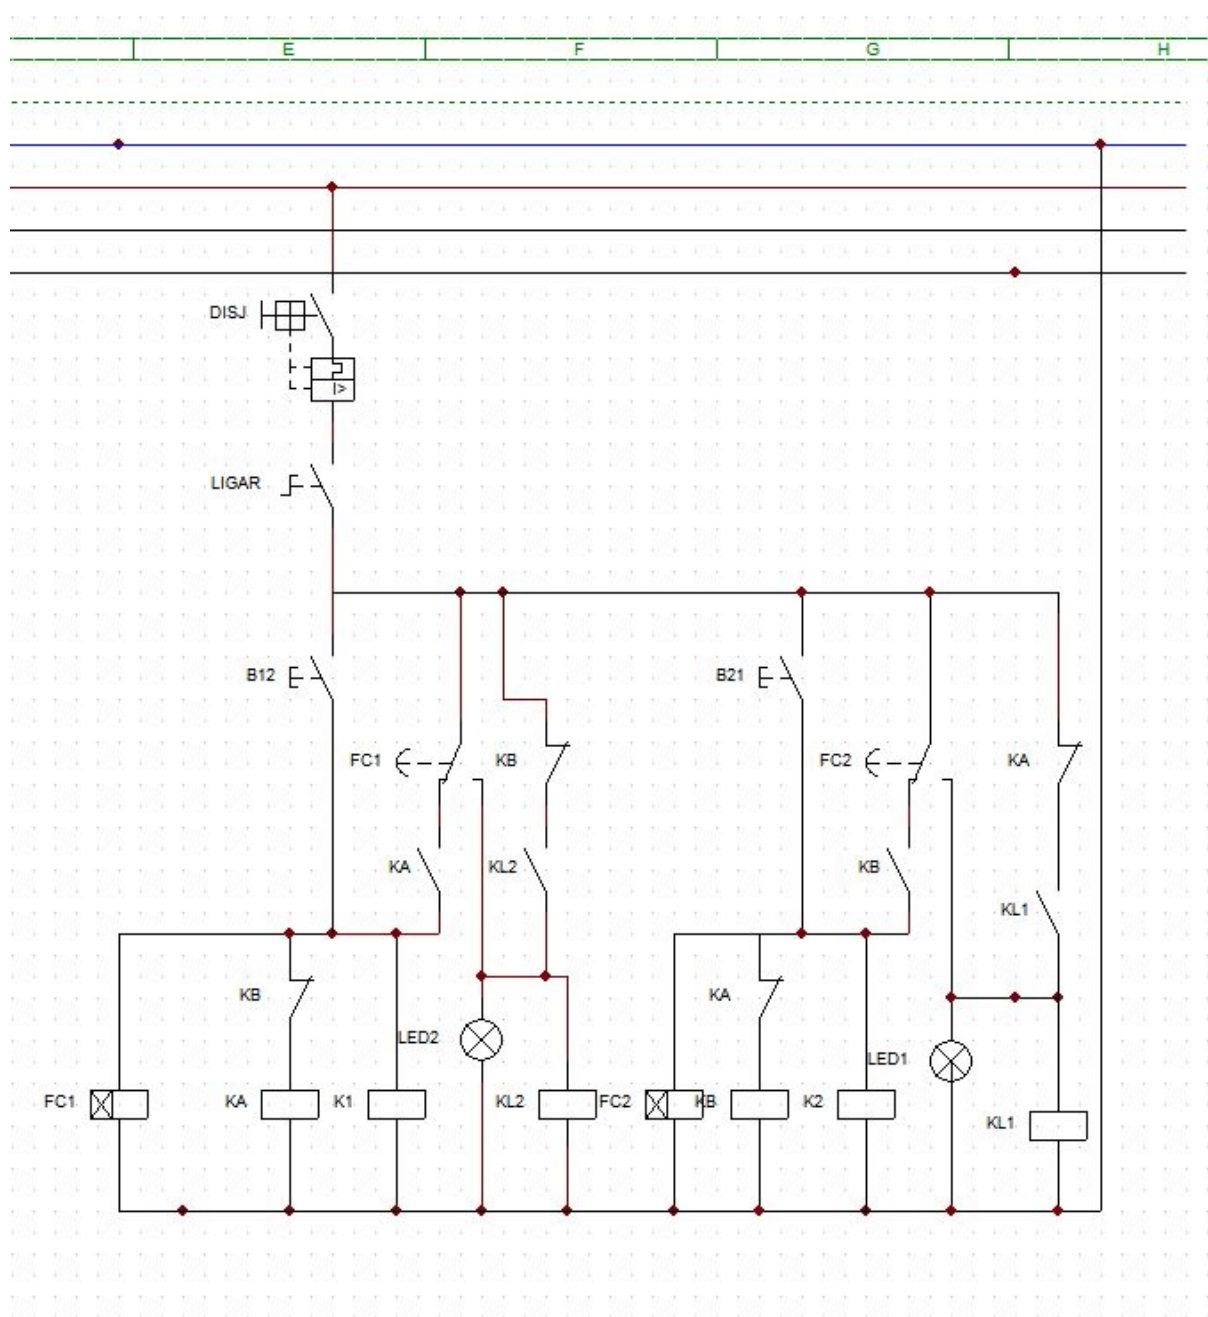 E F G H
DISJ
I>
LIGAR
B12 B21
FC1 KB FC2 KA
KA KL2 KB
KL1
KB KA
LED2 LED1
FC1 KA K1 KL2 FC2 KB K2
KL1